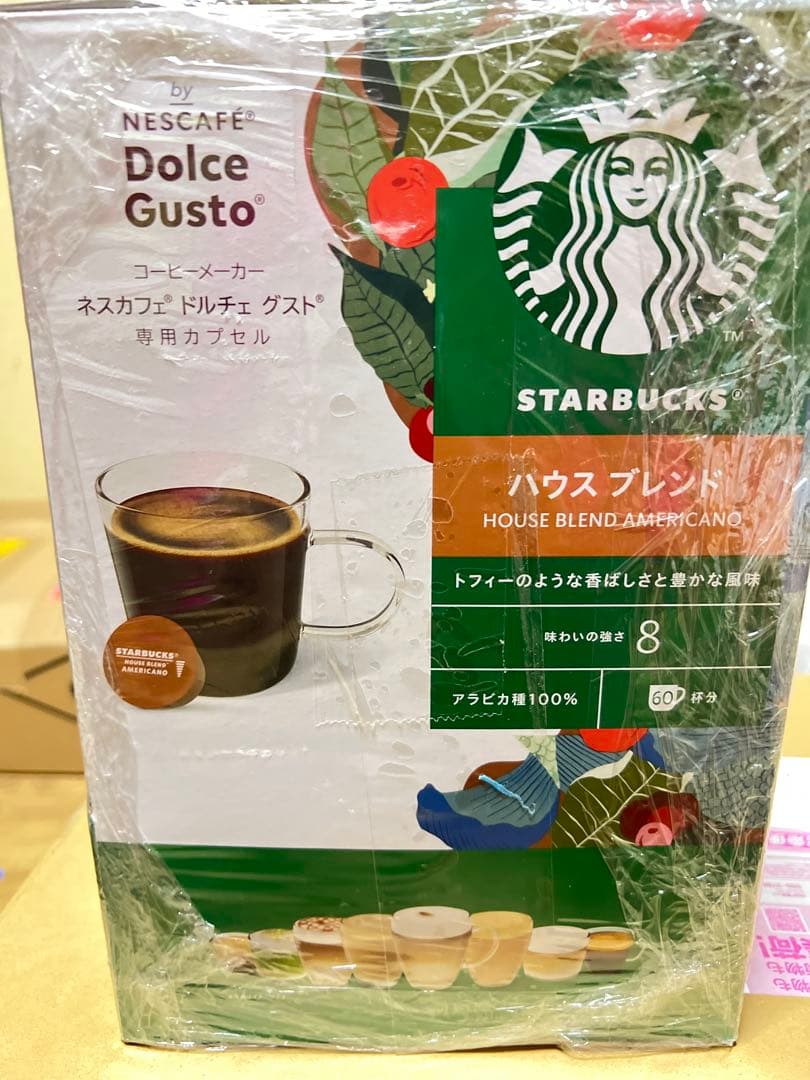 by
NESCAFÉ®
Dolce
Gusto®
コーヒーメーカー
ネスカフェ® ドルチェ グスト®
専用カプセル
TM
STARBUCKS®
ハウス ブレンド
HOUSE BLEND AMERICANO
トフィーのような香ばしさと豊かな風味
味わいの強さ 8
アラビカ種100%
60 杯分
STARBUCKS®
HOUSE BLEND
AMERICANO